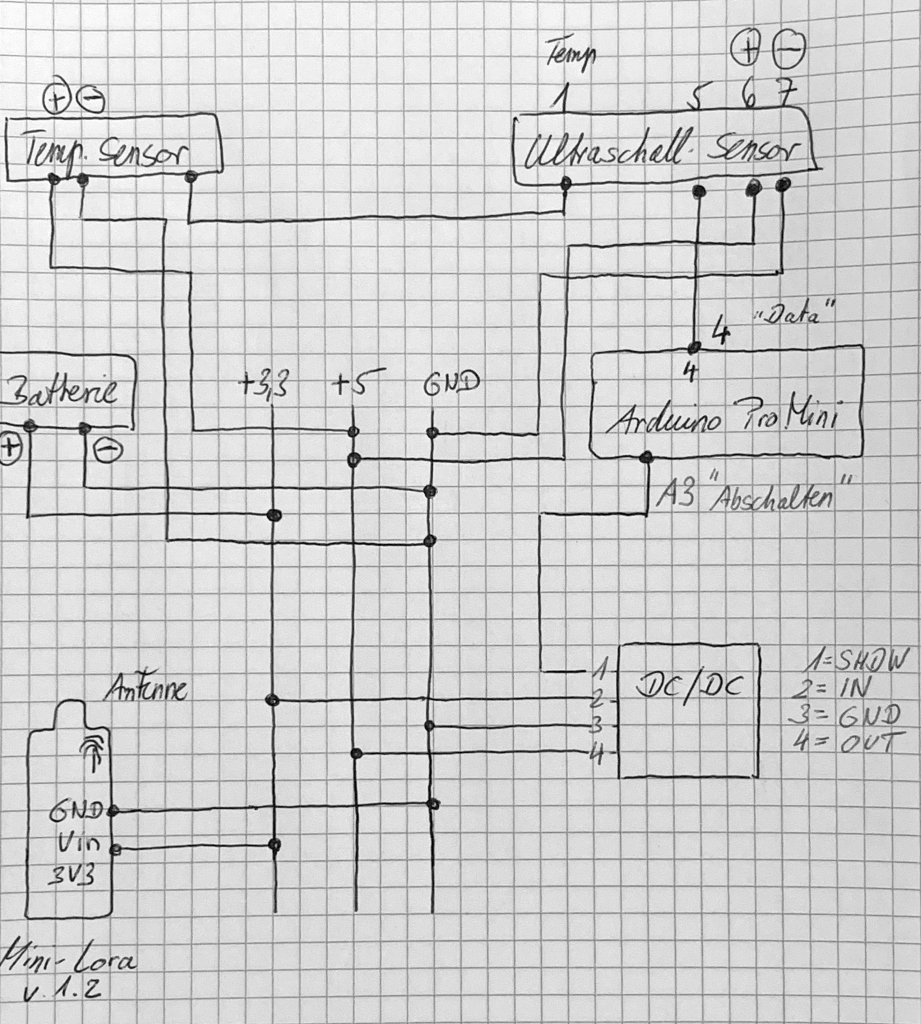 Temp
⊕ ⊖
1 5 6 7
⊕ ⊖
Temp. Sensor
Ultraschall. Sensor
4 "Data"
4
Arduino Pro Mini
A3 "Abschalten"
Batterie
⊕ ⊖
+3,3 +5 GND
DC/DC
1
2
3
4
1=SHDW
2= IN
3= GND
4= OUT
Antenne
GND
Vin
3V3
Mini-Lora
v. 1.2